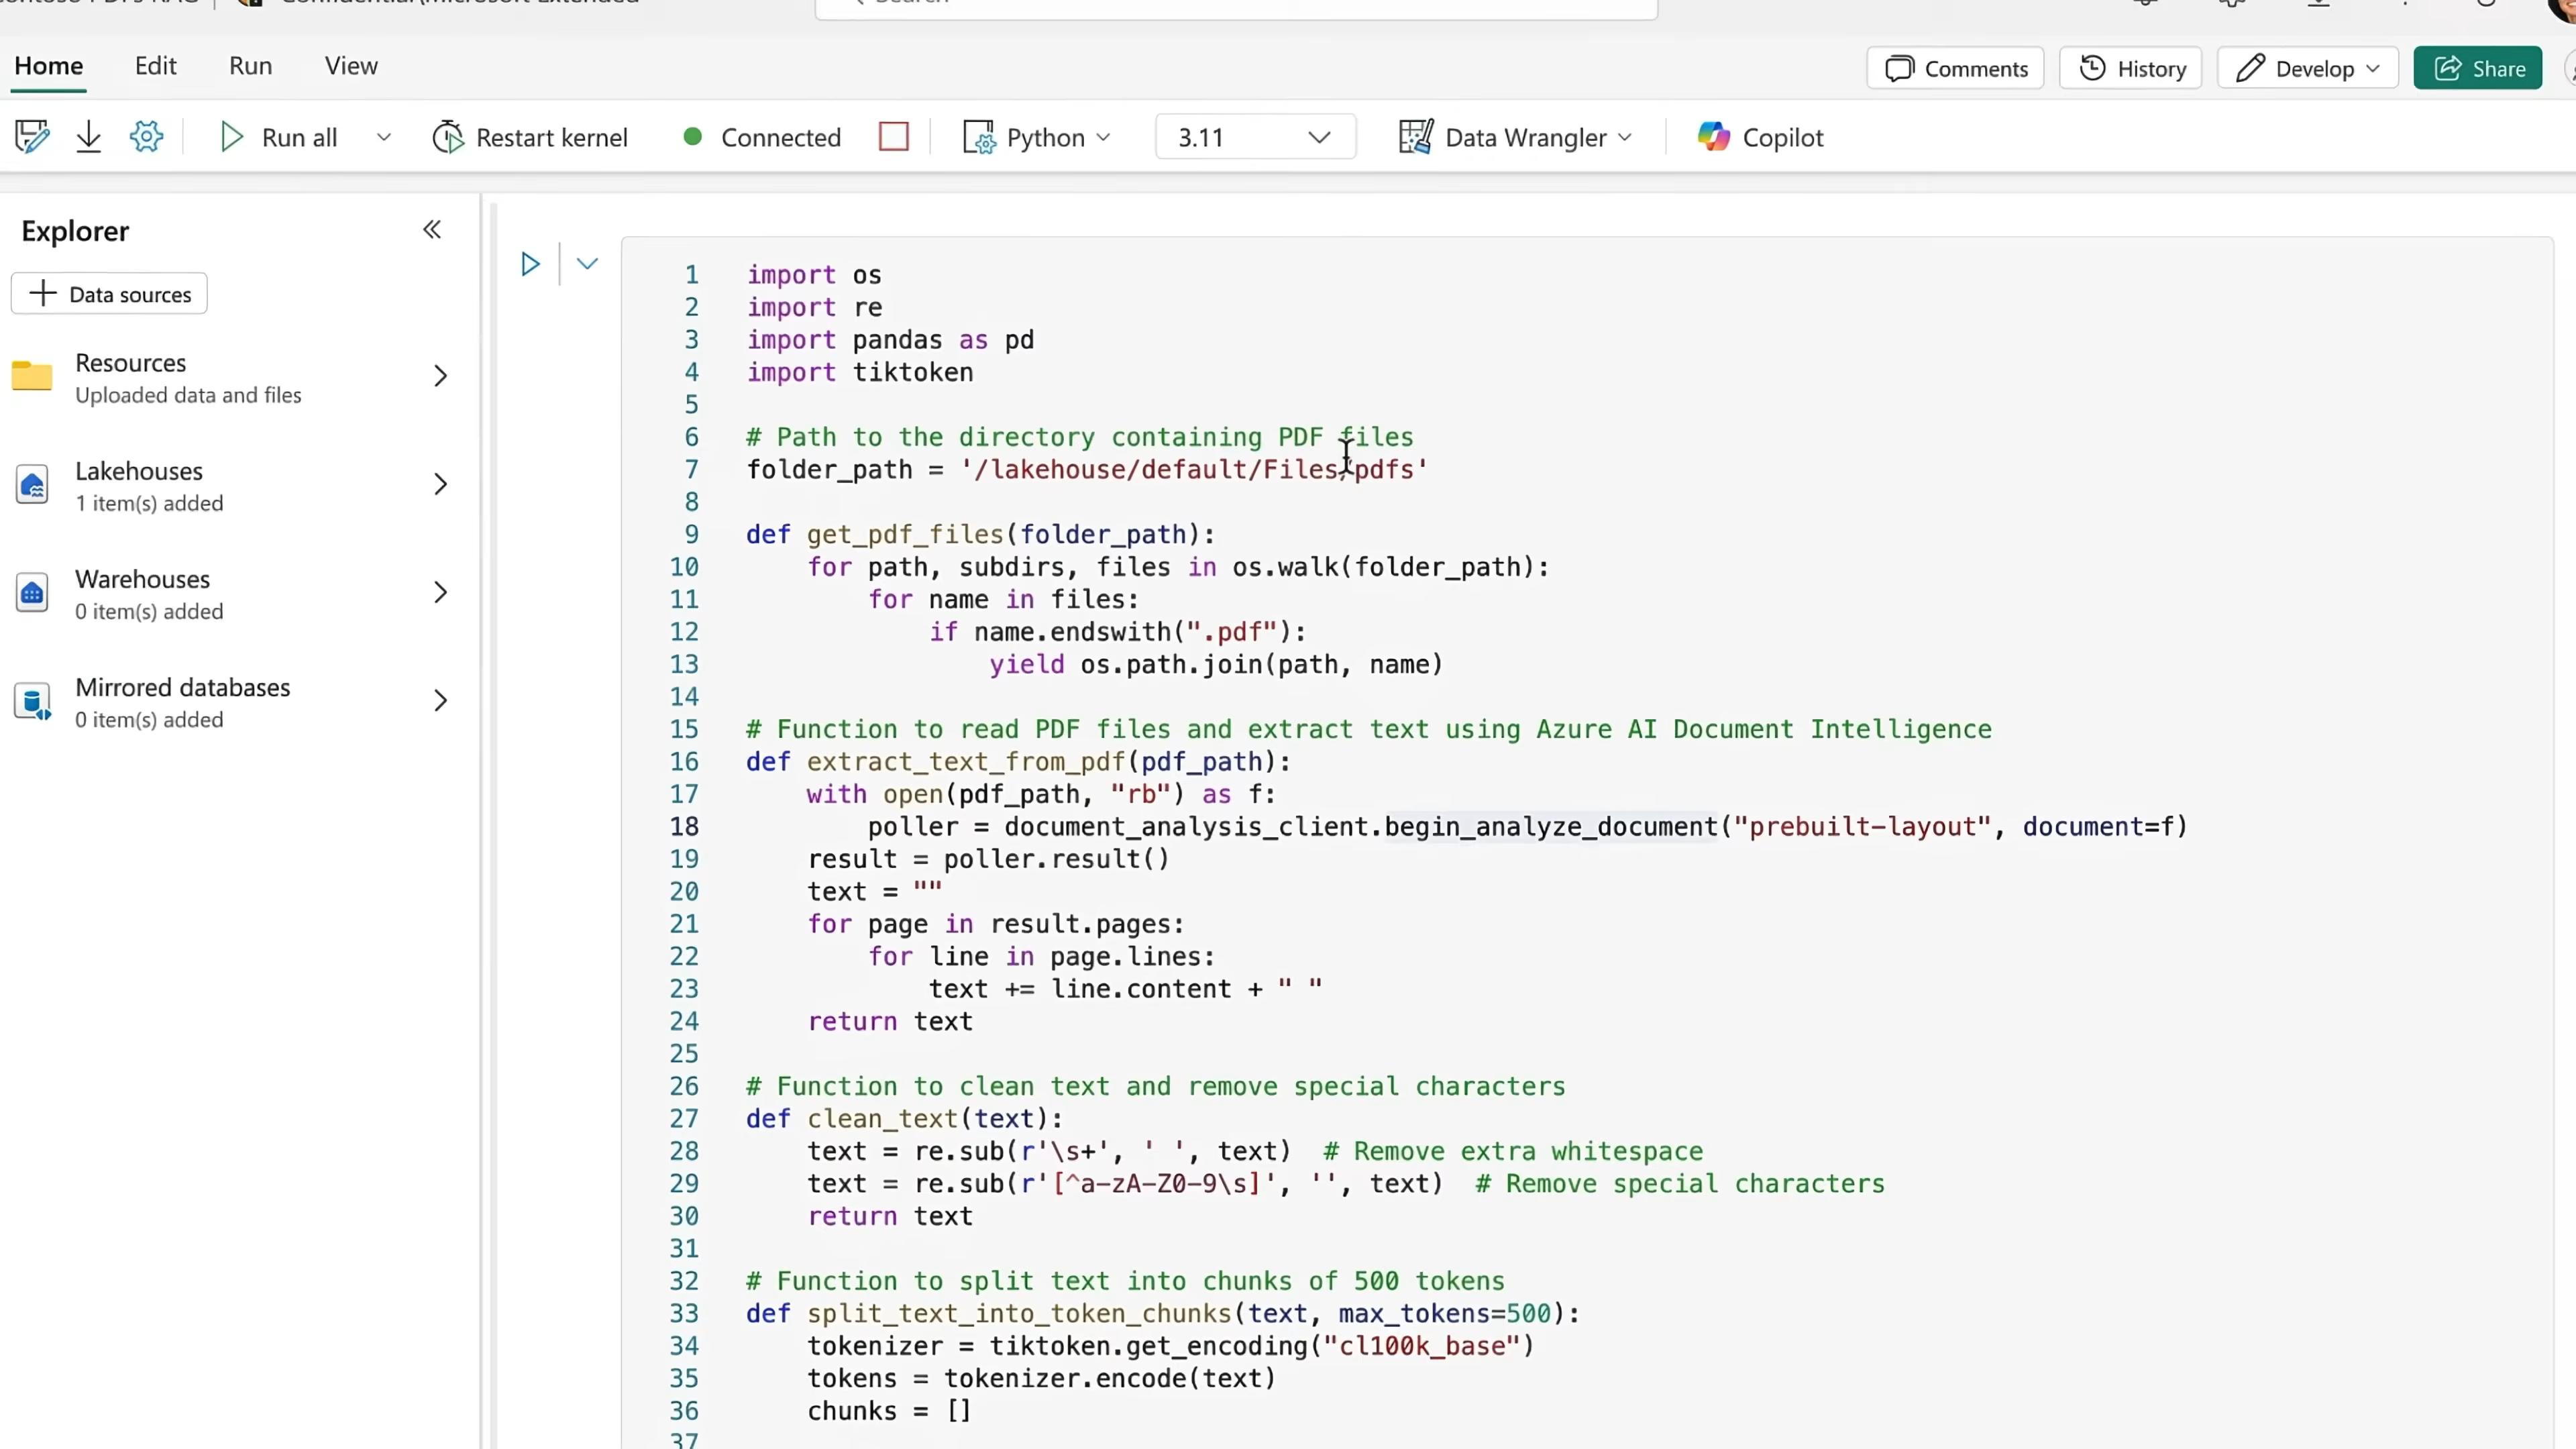 Home Edit Run View Comments History Develop Share
Run all Restart kernel Connected Python 3.11 Data Wrangler Copilot
Explorer
Data sources
Resources
Uploaded data and files
Lakehouses
1 item(s) added
Warehouses
0 item(s) added
Mirrored databases
0 item(s) added
1 import os
2 import re
3 import pandas as pd
4 import tiktoken
5
6 # Path to the directory containing PDF files
7 folder_path = '/lakehouse/default/Files/pdfs'
8
9 def get_pdf_files(folder_path):
10     for path, subdirs, files in os.walk(folder_path):
11         for name in files:
12             if name.endswith(".pdf"):
13                 yield os.path.join(path, name)
14
15 # Function to read PDF files and extract text using Azure AI Document Intelligence
16 def extract_text_from_pdf(pdf_path):
17     with open(pdf_path, "rb") as f:
18         poller = document_analysis_client.begin_analyze_document("prebuilt-layout", document=f)
19     result = poller.result()
20     text = ""
21     for page in result.pages:
22         for line in page.lines:
23             text += line.content + " "
24     return text
25
26 # Function to clean text and remove special characters
27 def clean_text(text):
28     text = re.sub(r'\s+', ' ', text)  # Remove extra whitespace
29     text = re.sub(r'[^a-zA-Z0-9\s]', '', text)  # Remove special characters
30     return text
31
32 # Function to split text into chunks of 500 tokens
33 def split_text_into_token_chunks(text, max_tokens=500):
34     tokenizer = tiktoken.get_encoding("cl100k_base")
35     tokens = tokenizer.encode(text)
36     chunks = []
37